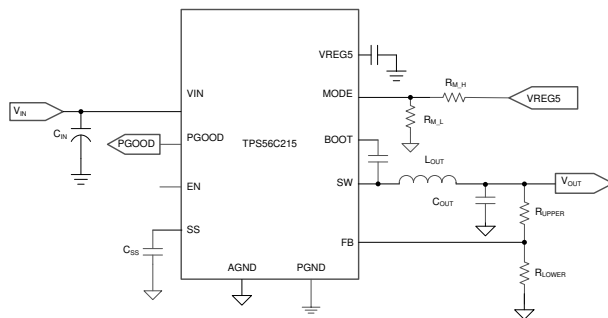 VREG5
TPS56C215
MODE
R_M_H
VREG5
VIN
V_IN
R_M_L
C_IN
PGOOD
PGOOD
BOOT
L_OUT
EN
SW
V_OUT
C_OUT
R_UPPER
SS
C_SS
FB
AGND
PGND
R_LOWER